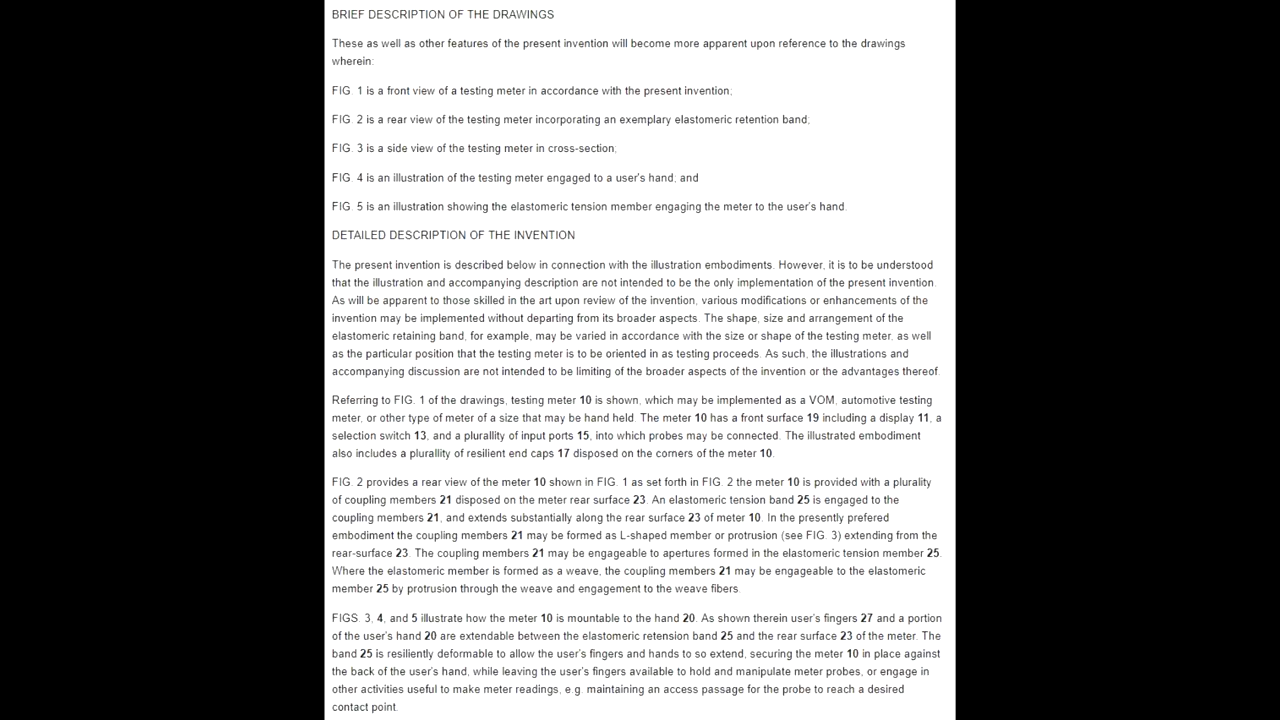 BRIEF DESCRIPTION OF THE DRAWINGS
These as well as other features of the present invention will become more apparent upon reference to the drawings
wherein:
FIG. 1 is a front view of a testing meter in accordance with the present invention;
FIG. 2 is a rear view of the testing meter incorporating an exemplary elastomeric retention band;
FIG. 3 is a side view of the testing meter in cross-section;
FIG. 4 is an illustration of the testing meter engaged to a user's hand; and
FIG. 5 is an illustration showing the elastomeric tension member engaging the meter to the user's hand.
DETAILED DESCRIPTION OF THE INVENTION
The present invention is described below in connection with the illustration embodiments. However, it is to be understood
that the illustration and accompanying description are not intended to be the only implementation of the present invention.
As will be apparent to those skilled in the art upon review of the invention, various modifications or enhancements of the
invention may be implemented without departing from its broader aspects. The shape, size and arrangement of the
elastomeric retaining band, for example, may be varied in accordance with the size or shape of the testing meter, as well
as the particular position that the testing meter is to be oriented in as testing proceeds. As such, the illustrations and
accompanying discussion are not intended to be limiting of the broader aspects of the invention or the advantages thereof.
Referring to FIG. 1 of the drawings, testing meter 10 is shown, which may be implemented as a VOM, automotive testing
meter, or other type of meter of a size that may be hand held. The meter 10 has a front surface 19 including a display 11, a
selection switch 13, and a plurallity of input ports 15, into which probes may be connected. The illustrated embodiment
also includes a plurallity of resilient end caps 17 disposed on the corners of the meter 10.
FIG. 2 provides a rear view of the meter 10 shown in FIG. 1 as set forth in FIG. 2 the meter 10 is provided with a plurality
of coupling members 21 disposed on the meter rear surface 23. An elastomeric tension band 25 is engaged to the
coupling members 21, and extends substantially along the rear surface 23 of meter 10. In the presently prefered
embodiment the coupling members 21 may be formed as L-shaped member or protrusion (see FIG. 3) extending from the
rear-surface 23. The coupling members 21 may be engageable to apertures formed in the elastomeric tension member 25.
Where the elastomeric member is formed as a weave, the coupling members 21 may be engageable to the elastomeric
member 25 by protrusion through the weave and engagement to the weave fibers.
FIGS. 3, 4, and 5 illustrate how the meter 10 is mountable to the hand 20. As shown therein user's fingers 27 and a portion
of the user's hand 20 are extendable between the elastomeric retension band 25 and the rear surface 23 of the meter. The
band 25 is resiliently deformable to allow the user's fingers and hands to so extend, securing the meter 10 in place against
the back of the user's hand, while leaving the user's fingers available to hold and manipulate meter probes, or engage in
other activities useful to make meter readings, e.g. maintaining an access passage for the probe to reach a desired
contact point.